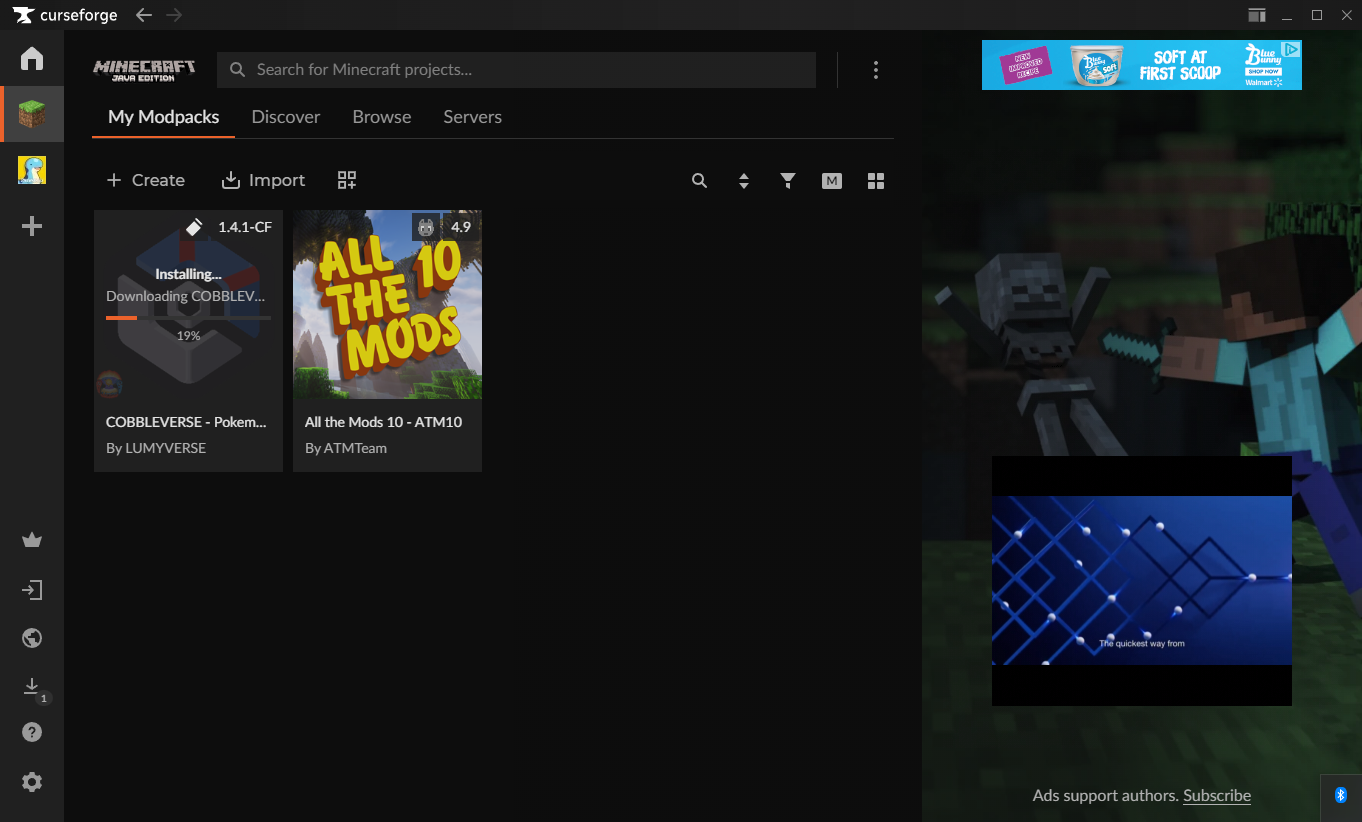 curseforge
MINECRAFT
JAVA EDITION
Search for Minecraft projects...
My Modpacks
Discover
Browse
Servers
Create
Import
M
1.4.1-CF
Installing...
Downloading COBBLEV...
19%
COBBLEVERSE - Pokem...
By LUMYVERSE
4.9
ALL
THE 10
MODS
All the Mods 10 - ATM10
By ATMTeam
1
?
NEW
IMPROVED
RECIPE
Blue
Bunny
Soft
SOFT AT
FIRST SCOOP
Blue
Bunny
SHOP NOW
Walmart
The quickest way from
Ads support authors. Subscribe